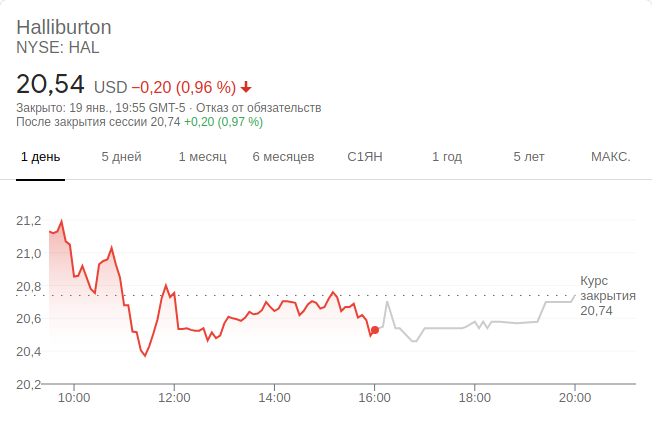 Halliburton
NYSE: HAL
20,54 USD −0,20 (0,96 %)
Закрыто: 19 янв., 19:55 GMT-5 · Отказ от обязательств
После закрытия сессии 20,74 +0,20 (0,97 %)
1 день 5 дней 1 месяц 6 месяцев С1ЯН 1 год 5 лет МАКС.
21,2
21,0
20,8
20,6
20,4
20,2
Курс
закрытия
20,74
10:00 12:00 14:00 16:00 18:00 20:00